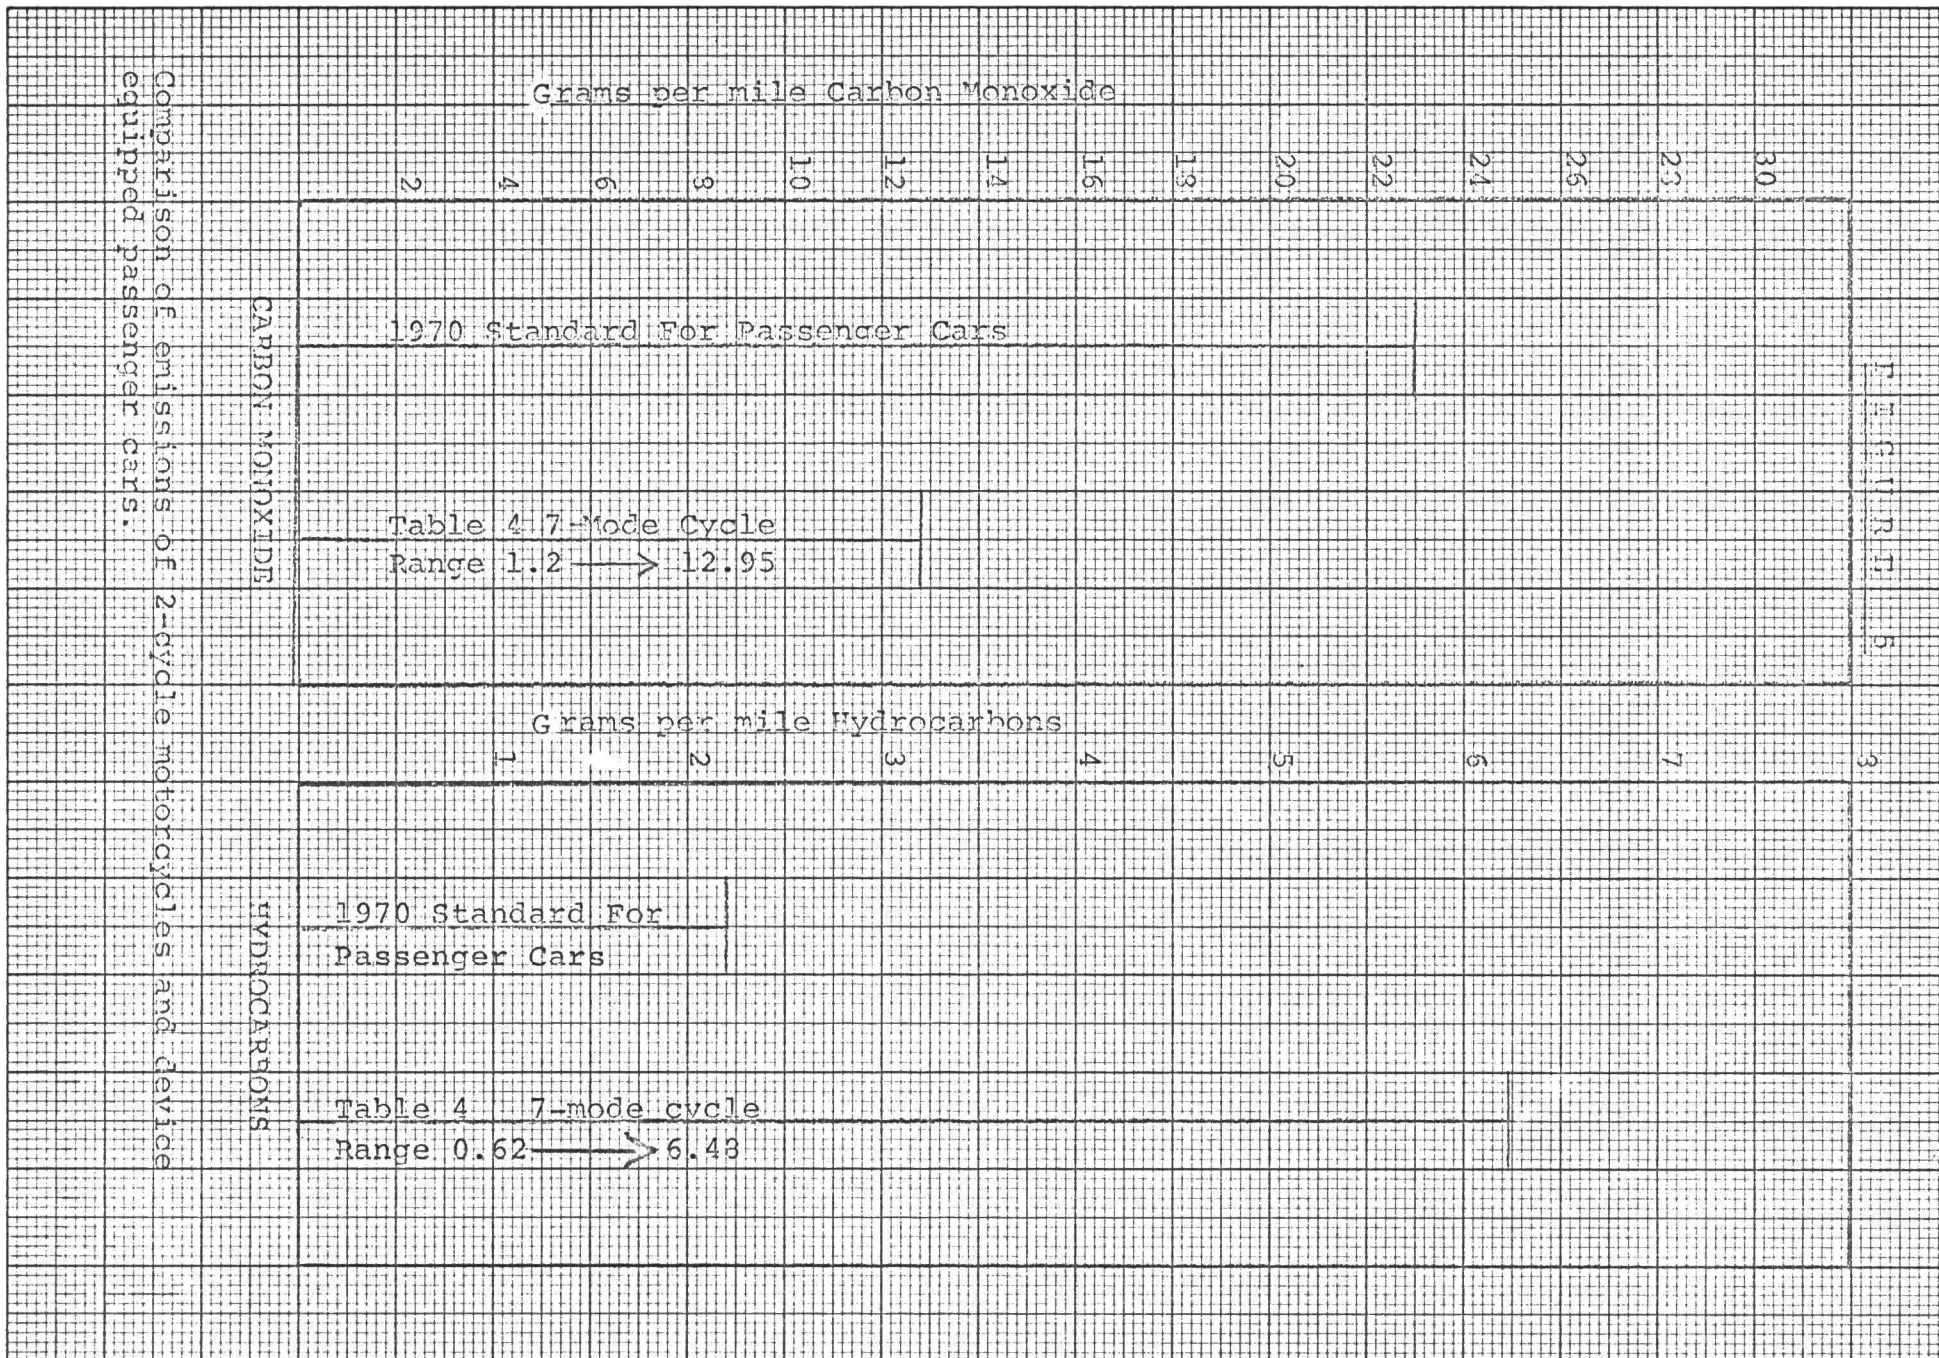 FIGURE 5
Grams per mile Carbon Monoxide
2 4 6 8 10 12 14 16 18 20 22 24 26 28 30
1970 Standard For Passenger Cars
Table 4 7-Mode Cycle
Range 1.2 → 12.95
CARBON MONOXIDE
Grams per mile Hydrocarbons
1 2 3 4 5 6 7 8
1970 Standard For
Passenger Cars
Table 4 7-mode cycle
Range 0.62 → 6.48
HYDROCARBONS
Comparison of emissions of 2-cycle motorcycles and device
equipped passenger cars.